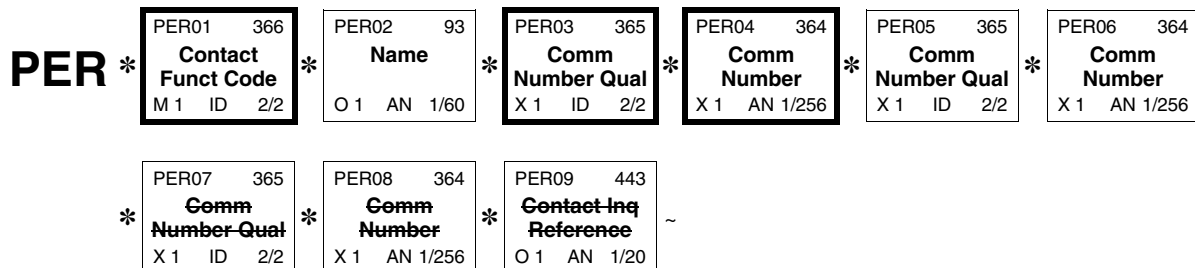 PER01 366 PER02 93 PER03 365 PER04 364 PER05 365 PER06 364
PER * Contact * Name * Comm * Comm * Comm * Comm
Funct Code Number Qual Number Number Qual Number
M 1 ID 2/2 O 1 AN 1/60 X 1 ID 2/2 X 1 AN 1/256 X 1 ID 2/2 X 1 AN 1/256
PER07 365 PER08 364 PER09 443
* Comm * Comm * Contact Inq ~
Number Qual Number Reference
X 1 ID 2/2 X 1 AN 1/256 O 1 AN 1/20